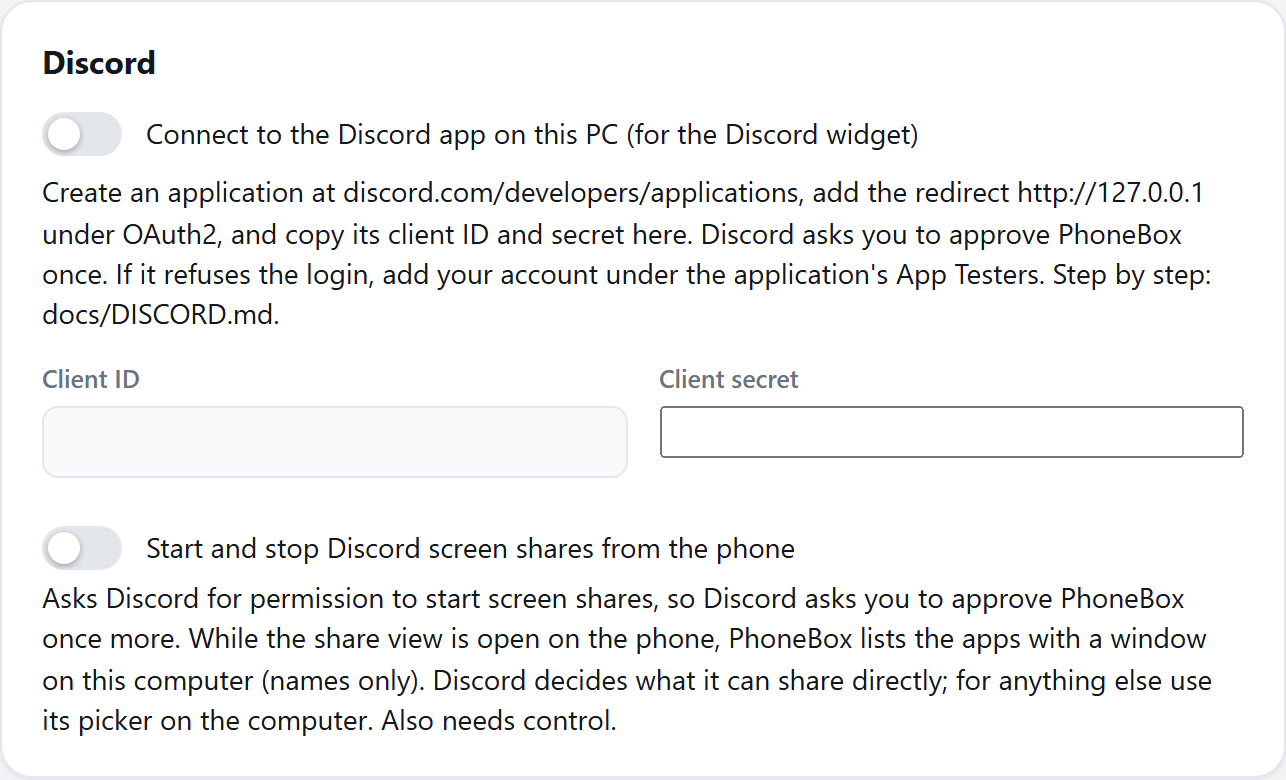 Discord
Connect to the Discord app on this PC (for the Discord widget)
Create an application at discord.com/developers/applications, add the redirect http://127.0.0.1
under OAuth2, and copy its client ID and secret here. Discord asks you to approve PhoneBox
once. If it refuses the login, add your account under the application's App Testers. Step by step:
docs/DISCORD.md.
Client ID
Client secret
Start and stop Discord screen shares from the phone
Asks Discord for permission to start screen shares, so Discord asks you to approve PhoneBox
once more. While the share view is open on the phone, PhoneBox lists the apps with a window
on this computer (names only). Discord decides what it can share directly; for anything else use
its picker on the computer. Also needs control.